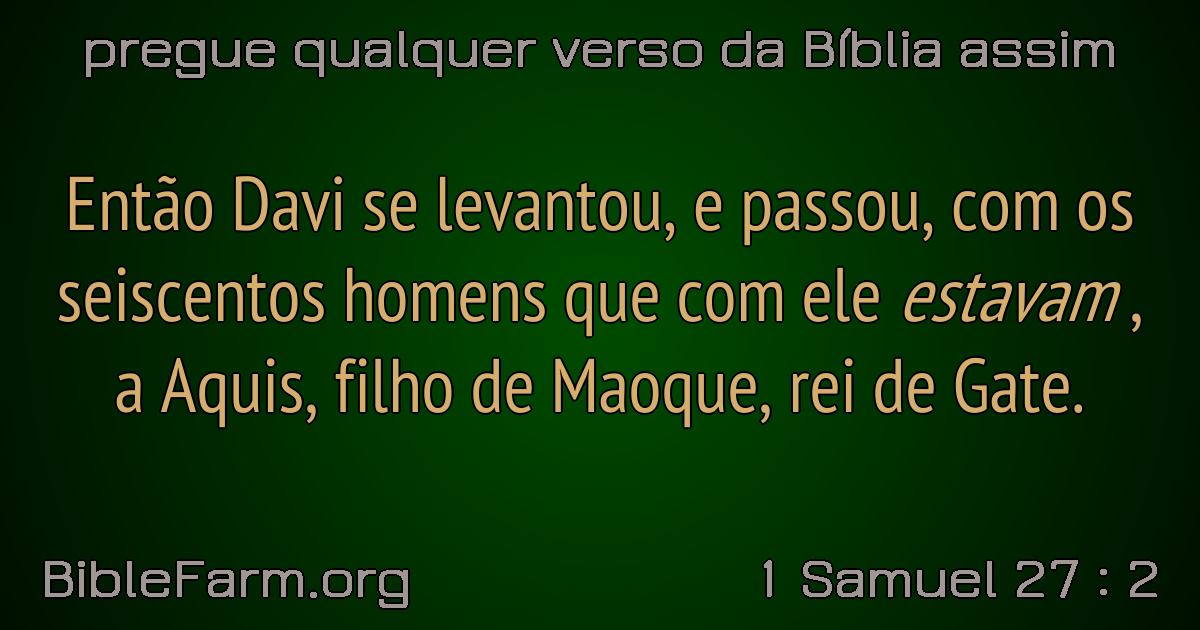 pregue qualquer verso da Bíblia assim
Então Davi se levantou, e passou, com os
seiscentos homens que com ele estavam ,
a Aquis, filho de Maoque, rei de Gate.
BibleFarm.org
1 Samuel 27 : 2